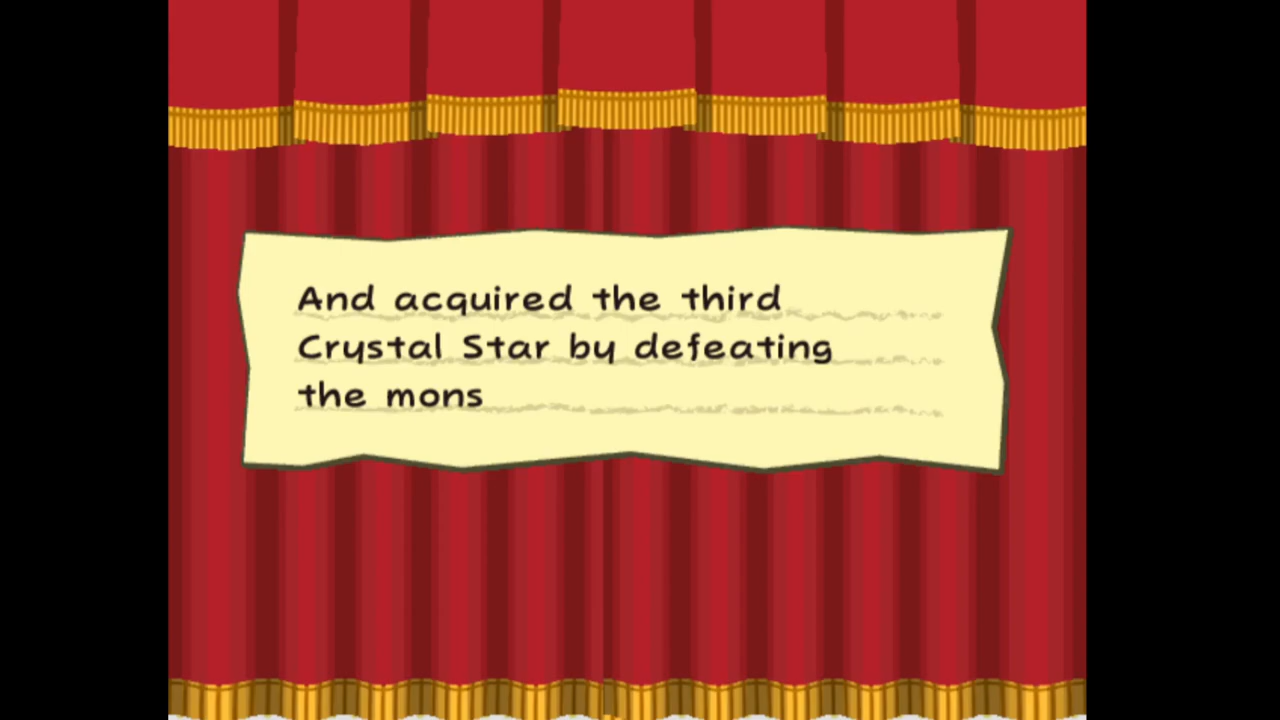 And acquired the third
Crystal Star by defeating
the mons